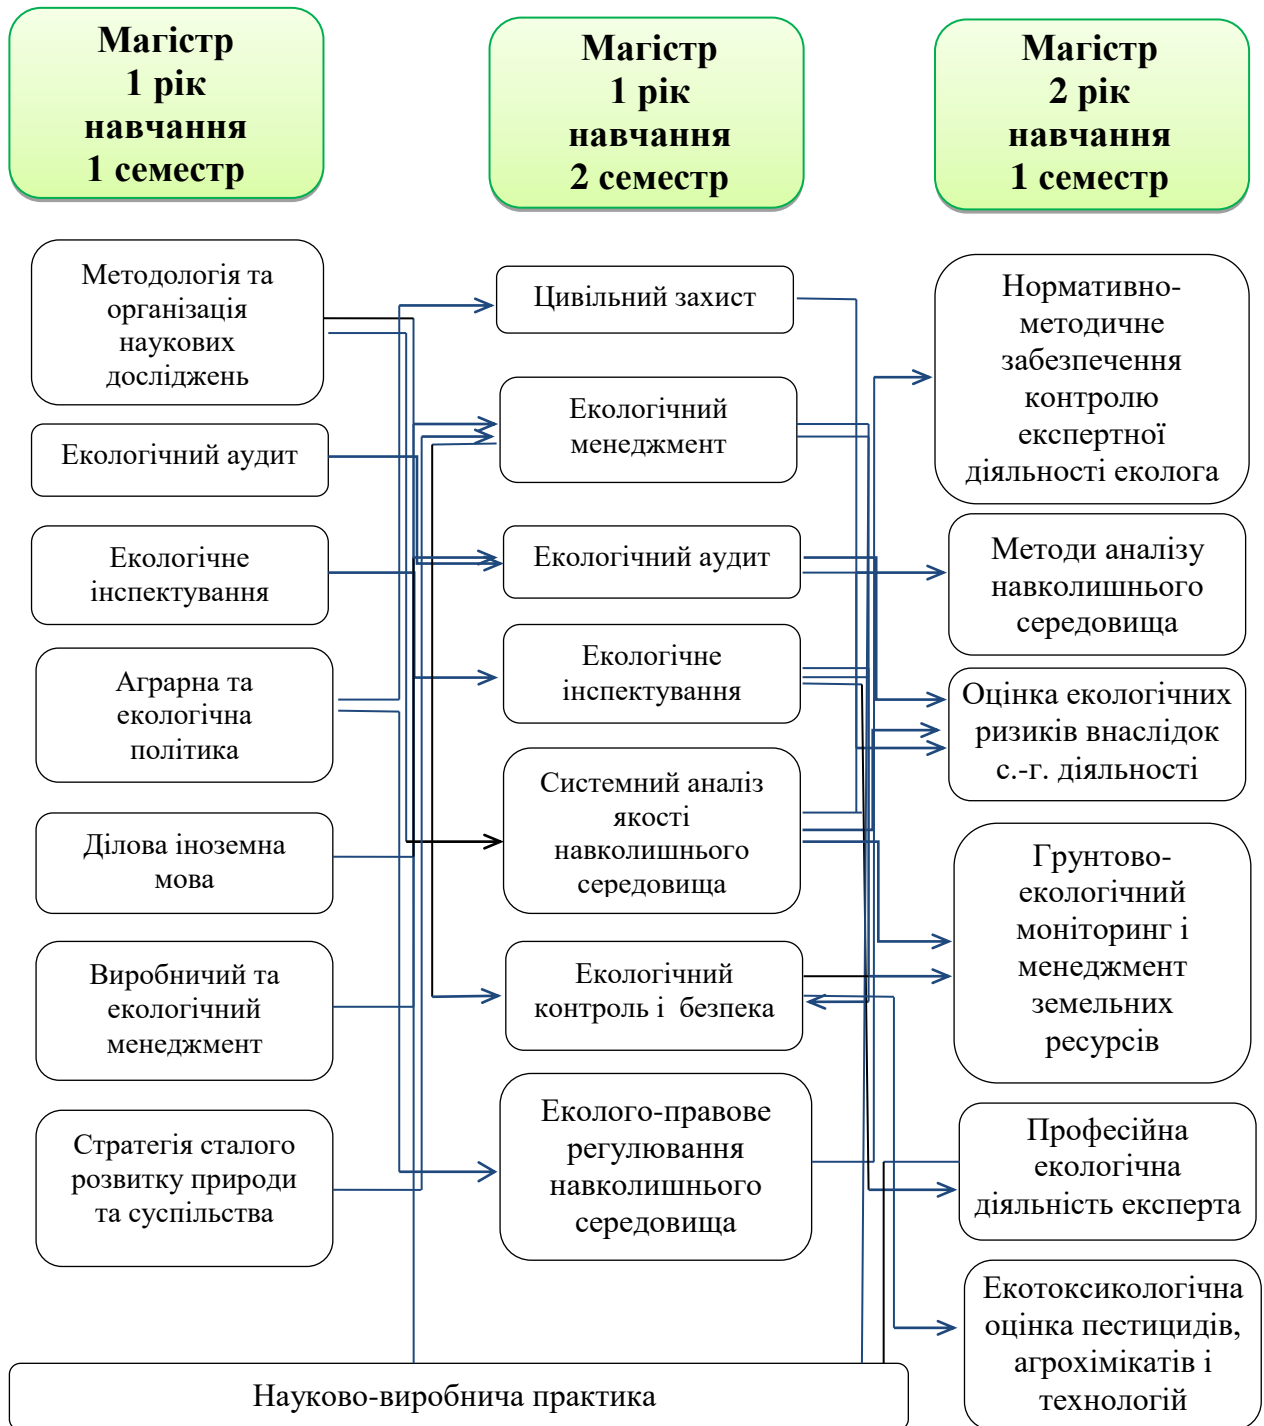 Магістр
1 рік
навчання
1 семестр
Магістр
1 рік
навчання
2 семестр
Магістр
2 рік
навчання
1 семестр
Методологія та
організація
наукових
досліджень
Екологічний аудит
Екологічне
інспектування
Аграрна та
екологічна
політика
Ділова іноземна
мова
Виробничий та
екологічний
менеджмент
Стратегія сталого
розвитку природи
та суспільства
Цивільний захист
Екологічний
менеджмент
Екологічний аудит
Екологічне
інспектування
Системний аналіз
якості
навколишнього
середовища
Екологічний
контроль і безпека
Еколого-правове
регулювання
навколишнього
середовища
Нормативно-
методичне
забезпечення
контролю
експертної
діяльності еколога
Методи аналізу
навколишнього
середовища
Оцінка екологічних
ризиків внаслідок
с.-г. діяльності
Грунтово-
екологічний
моніторинг і
менеджмент
земельних
ресурсів
Професійна
екологічна
діяльність експерта
Екотоксикологічна
оцінка пестицидів,
агрохімікатів і
технологій
Науково-виробнича практика